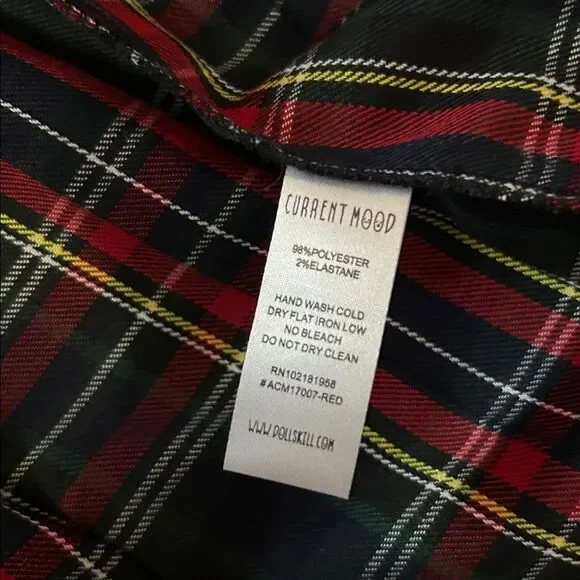 CURRENT MOOD
98%POLYESTER
2%ELASTANE
HAND WASH COLD
DRY FLAT IRON LOW
NO BLEACH
DO NOT DRY CLEAN
RN102181958
# ACM17007-RED
WWW.DOLLSKILL.COM